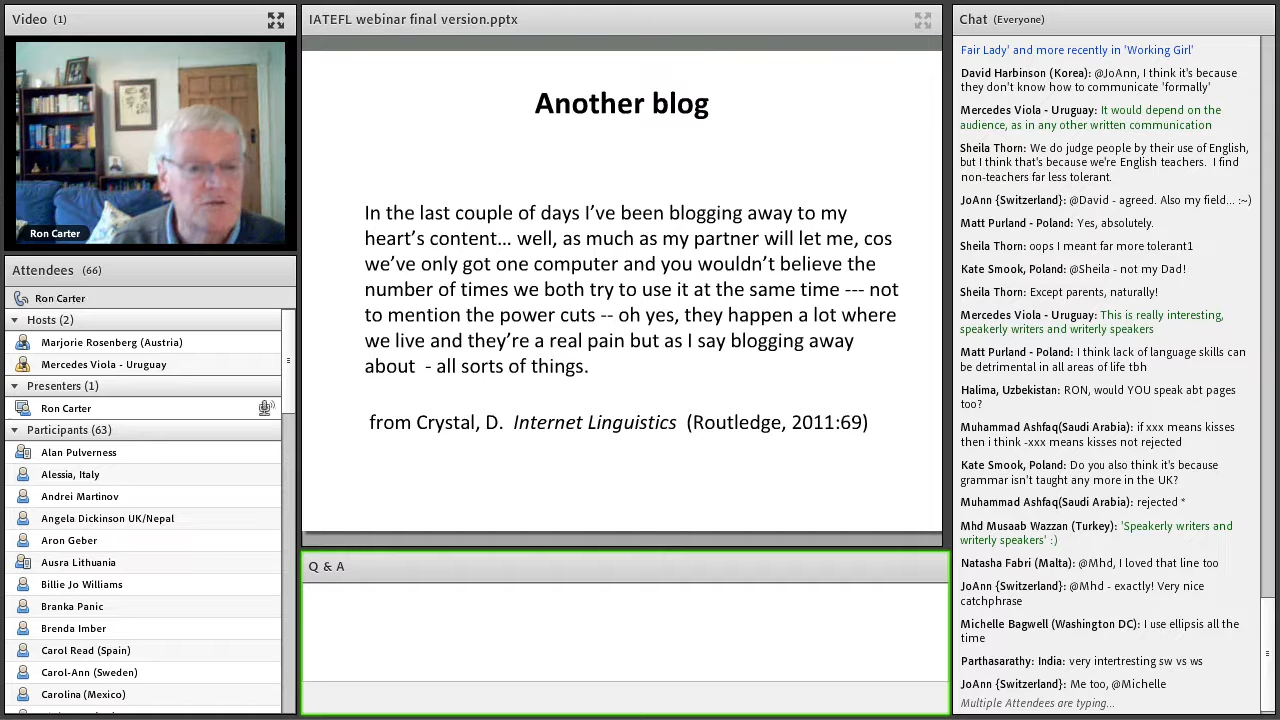 Video (1)
Ron Carter
Attendees (66)
Ron Carter
Hosts (2)
Marjorie Rosenberg (Austria)
Mercedes Viola - Uruguay
Presenters (1)
Ron Carter
Participants (63)
Alan Pulverness
Alessia, Italy
Andrei Martinov
Angela Dickinson UK/Nepal
Aron Geber
Ausra Lithuania
Billie Jo Williams
Branka Panic
Brenda Imber
Carol Read (Spain)
Carol-Ann (Sweden)
Carolina (Mexico)
IATEFL webinar final version.pptx
Another blog
In the last couple of days I’ve been blogging away to my
heart’s content... well, as much as my partner will let me, cos
we’ve only got one computer and you wouldn’t believe the
number of times we both try to use it at the same time --- not
to mention the power cuts -- oh yes, they happen a lot where
we live and they’re a real pain but as I say blogging away
about - all sorts of things.
from Crystal, D. Internet Linguistics (Routledge, 2011:69)
Q & A
Chat (Everyone)
Fair Lady' and more recently in 'Working Girl'
David Harbinson (Korea): @JoAnn, I think it's because
they don't know how to communicate 'formally'
Mercedes Viola - Uruguay: It would depend on the
audience, as in any other written communication
Sheila Thorn: We do judge people by their use of English,
but I think that's because we're English teachers. I find
non-teachers far less tolerant.
JoAnn {Switzerland}: @David - agreed. Also my field... :~)
Matt Purland - Poland: Yes, absolutely.
Sheila Thorn: oops I meant far more tolerant1
Kate Smook, Poland: @Sheila - not my Dad!
Sheila Thorn: Except parents, naturally!
Mercedes Viola - Uruguay: This is really interesting,
speakerly writers and writerly speakers
Matt Purland - Poland: I think lack of language skills can
be detrimental in all areas of life tbh
Halima, Uzbekistan: RON, would YOU speak abt pages
too?
Muhammad Ashfaq(Saudi Arabia): if xxx means kisses
then i think -xxx means kisses not rejected
Kate Smook, Poland: Do you also think it's because
grammar isn't taught any more in the UK?
Muhammad Ashfaq(Saudi Arabia): rejected *
Mhd Musaab Wazzan (Turkey): 'Speakerly writers and
writerly speakers' :)
Natasha Fabri (Malta): @Mhd, I loved that line too
JoAnn {Switzerland}: @Mhd - exactly! Very nice
catchphrase
Michelle Bagwell (Washington DC): I use ellipsis all the
time
Parthasarathy: India: very intertresting sw vs ws
JoAnn {Switzerland}: Me too, @Michelle
Multiple Attendees are typing...